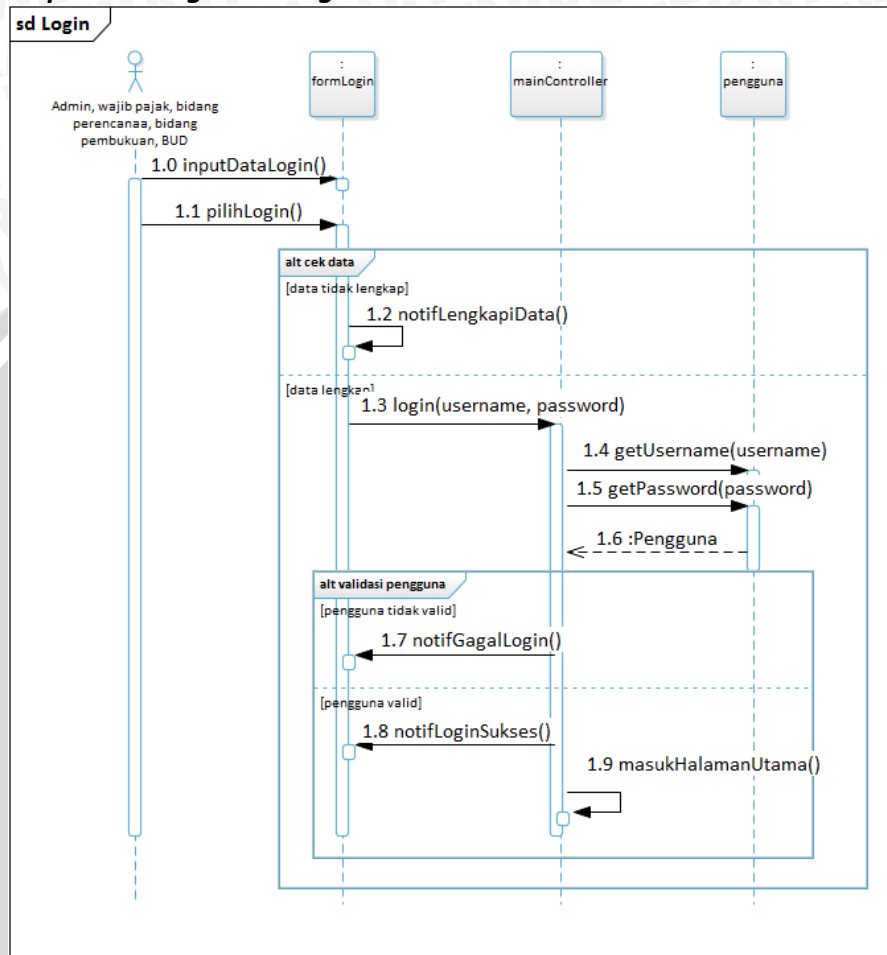 sd Login
:
formLogin
:
mainController
:
pengguna
Admin, wajib pajak, bidang
perencanaa, bidang
pembukuan, BUD
1.0 inputDataLogin()
1.1 pilihLogin()
alt cek data
[data tidak lengkap]
1.2 notifLengkapiData()
[data lengkap]
1.3 login(username, password)
1.4 getUsername(username)
1.5 getPassword(password)
1.6 :Pengguna
alt validasi pengguna
[pengguna tidak valid]
1.7 notifGagalLogin()
[pengguna valid]
1.8 notifLoginSukses()
1.9 masukHalamanUtama()